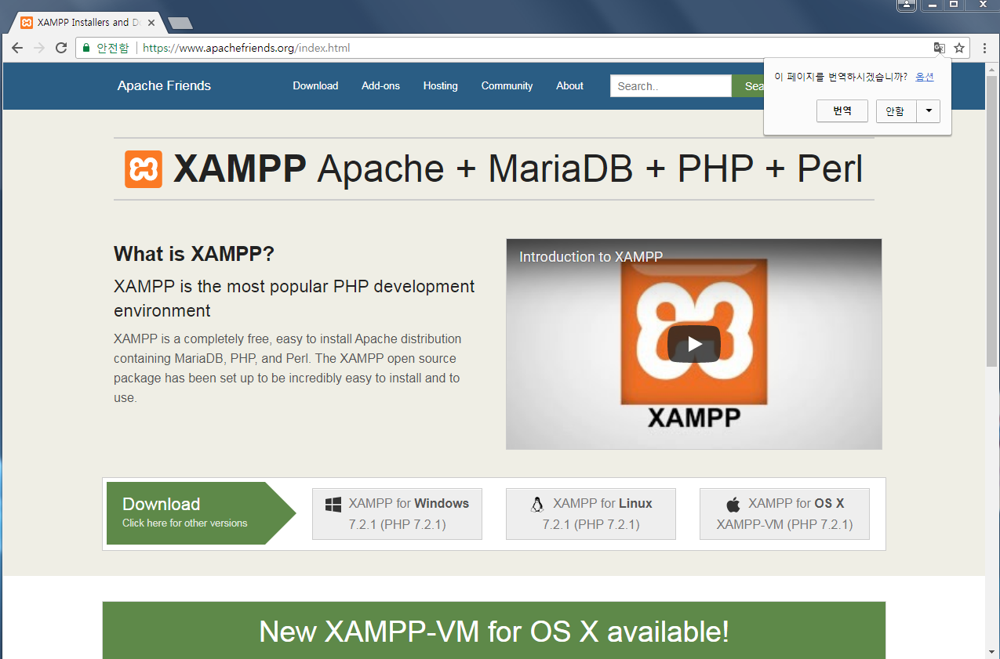 XAMPP Installers and Do
안전함 https://www.apachefriends.org/index.html
이 페이지를 번역하시겠습니까? 옵션
번역 안함
Apache Friends Download Add-ons Hosting Community About Search.. Sea
XAMPP Apache + MariaDB + PHP + Perl
What is XAMPP?
XAMPP is the most popular PHP development
environment
XAMPP is a completely free, easy to install Apache distribution
containing MariaDB, PHP, and Perl. The XAMPP open source
package has been set up to be incredibly easy to install and to
use.
Introduction to XAMPP
XAMPP
Download
Click here for other versions
XAMPP for Windows
7.2.1 (PHP 7.2.1)
XAMPP for Linux
7.2.1 (PHP 7.2.1)
XAMPP for OS X
XAMPP-VM (PHP 7.2.1)
New XAMPP-VM for OS X available!